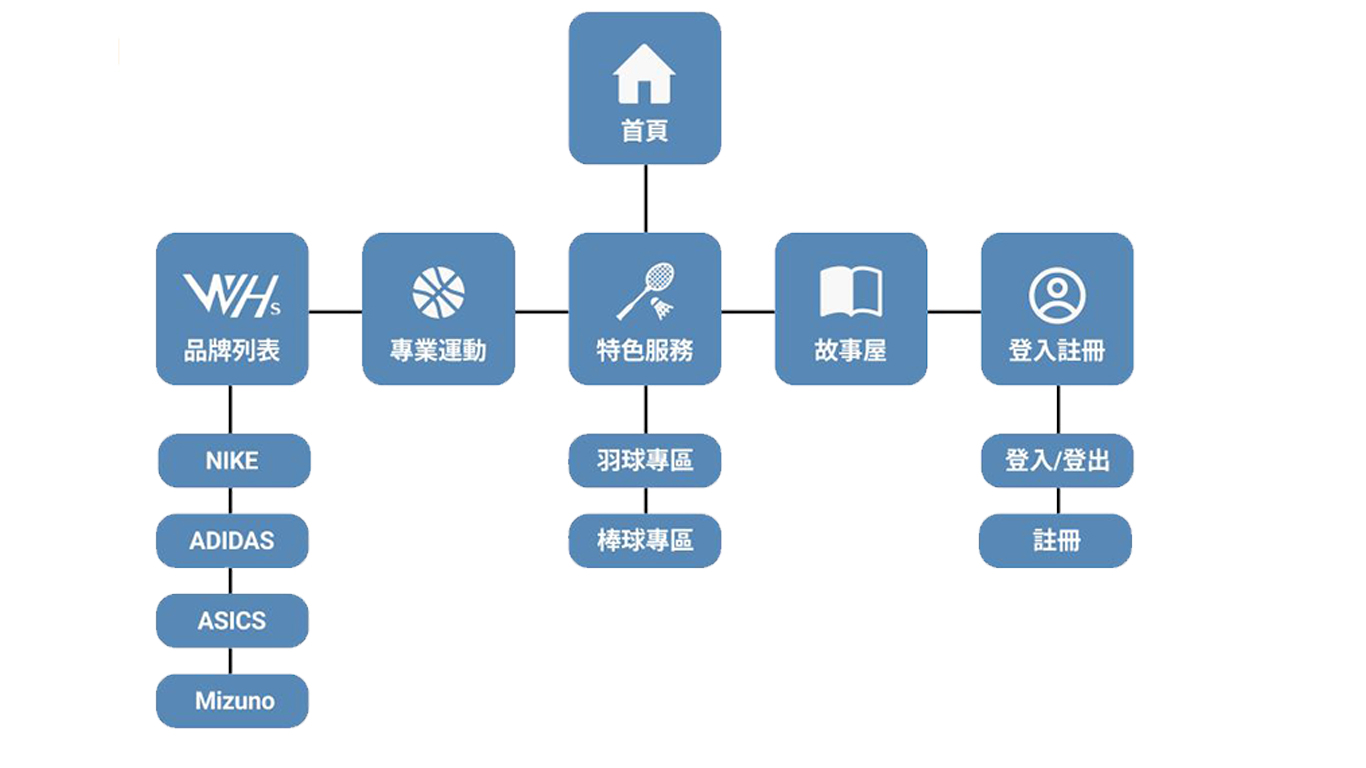 首頁
WHs
品牌列表
專業運動
特色服務
故事屋
登入註冊
NIKE
羽球專區
登入/登出
ADIDAS
棒球專區
註冊
ASICS
Mizuno